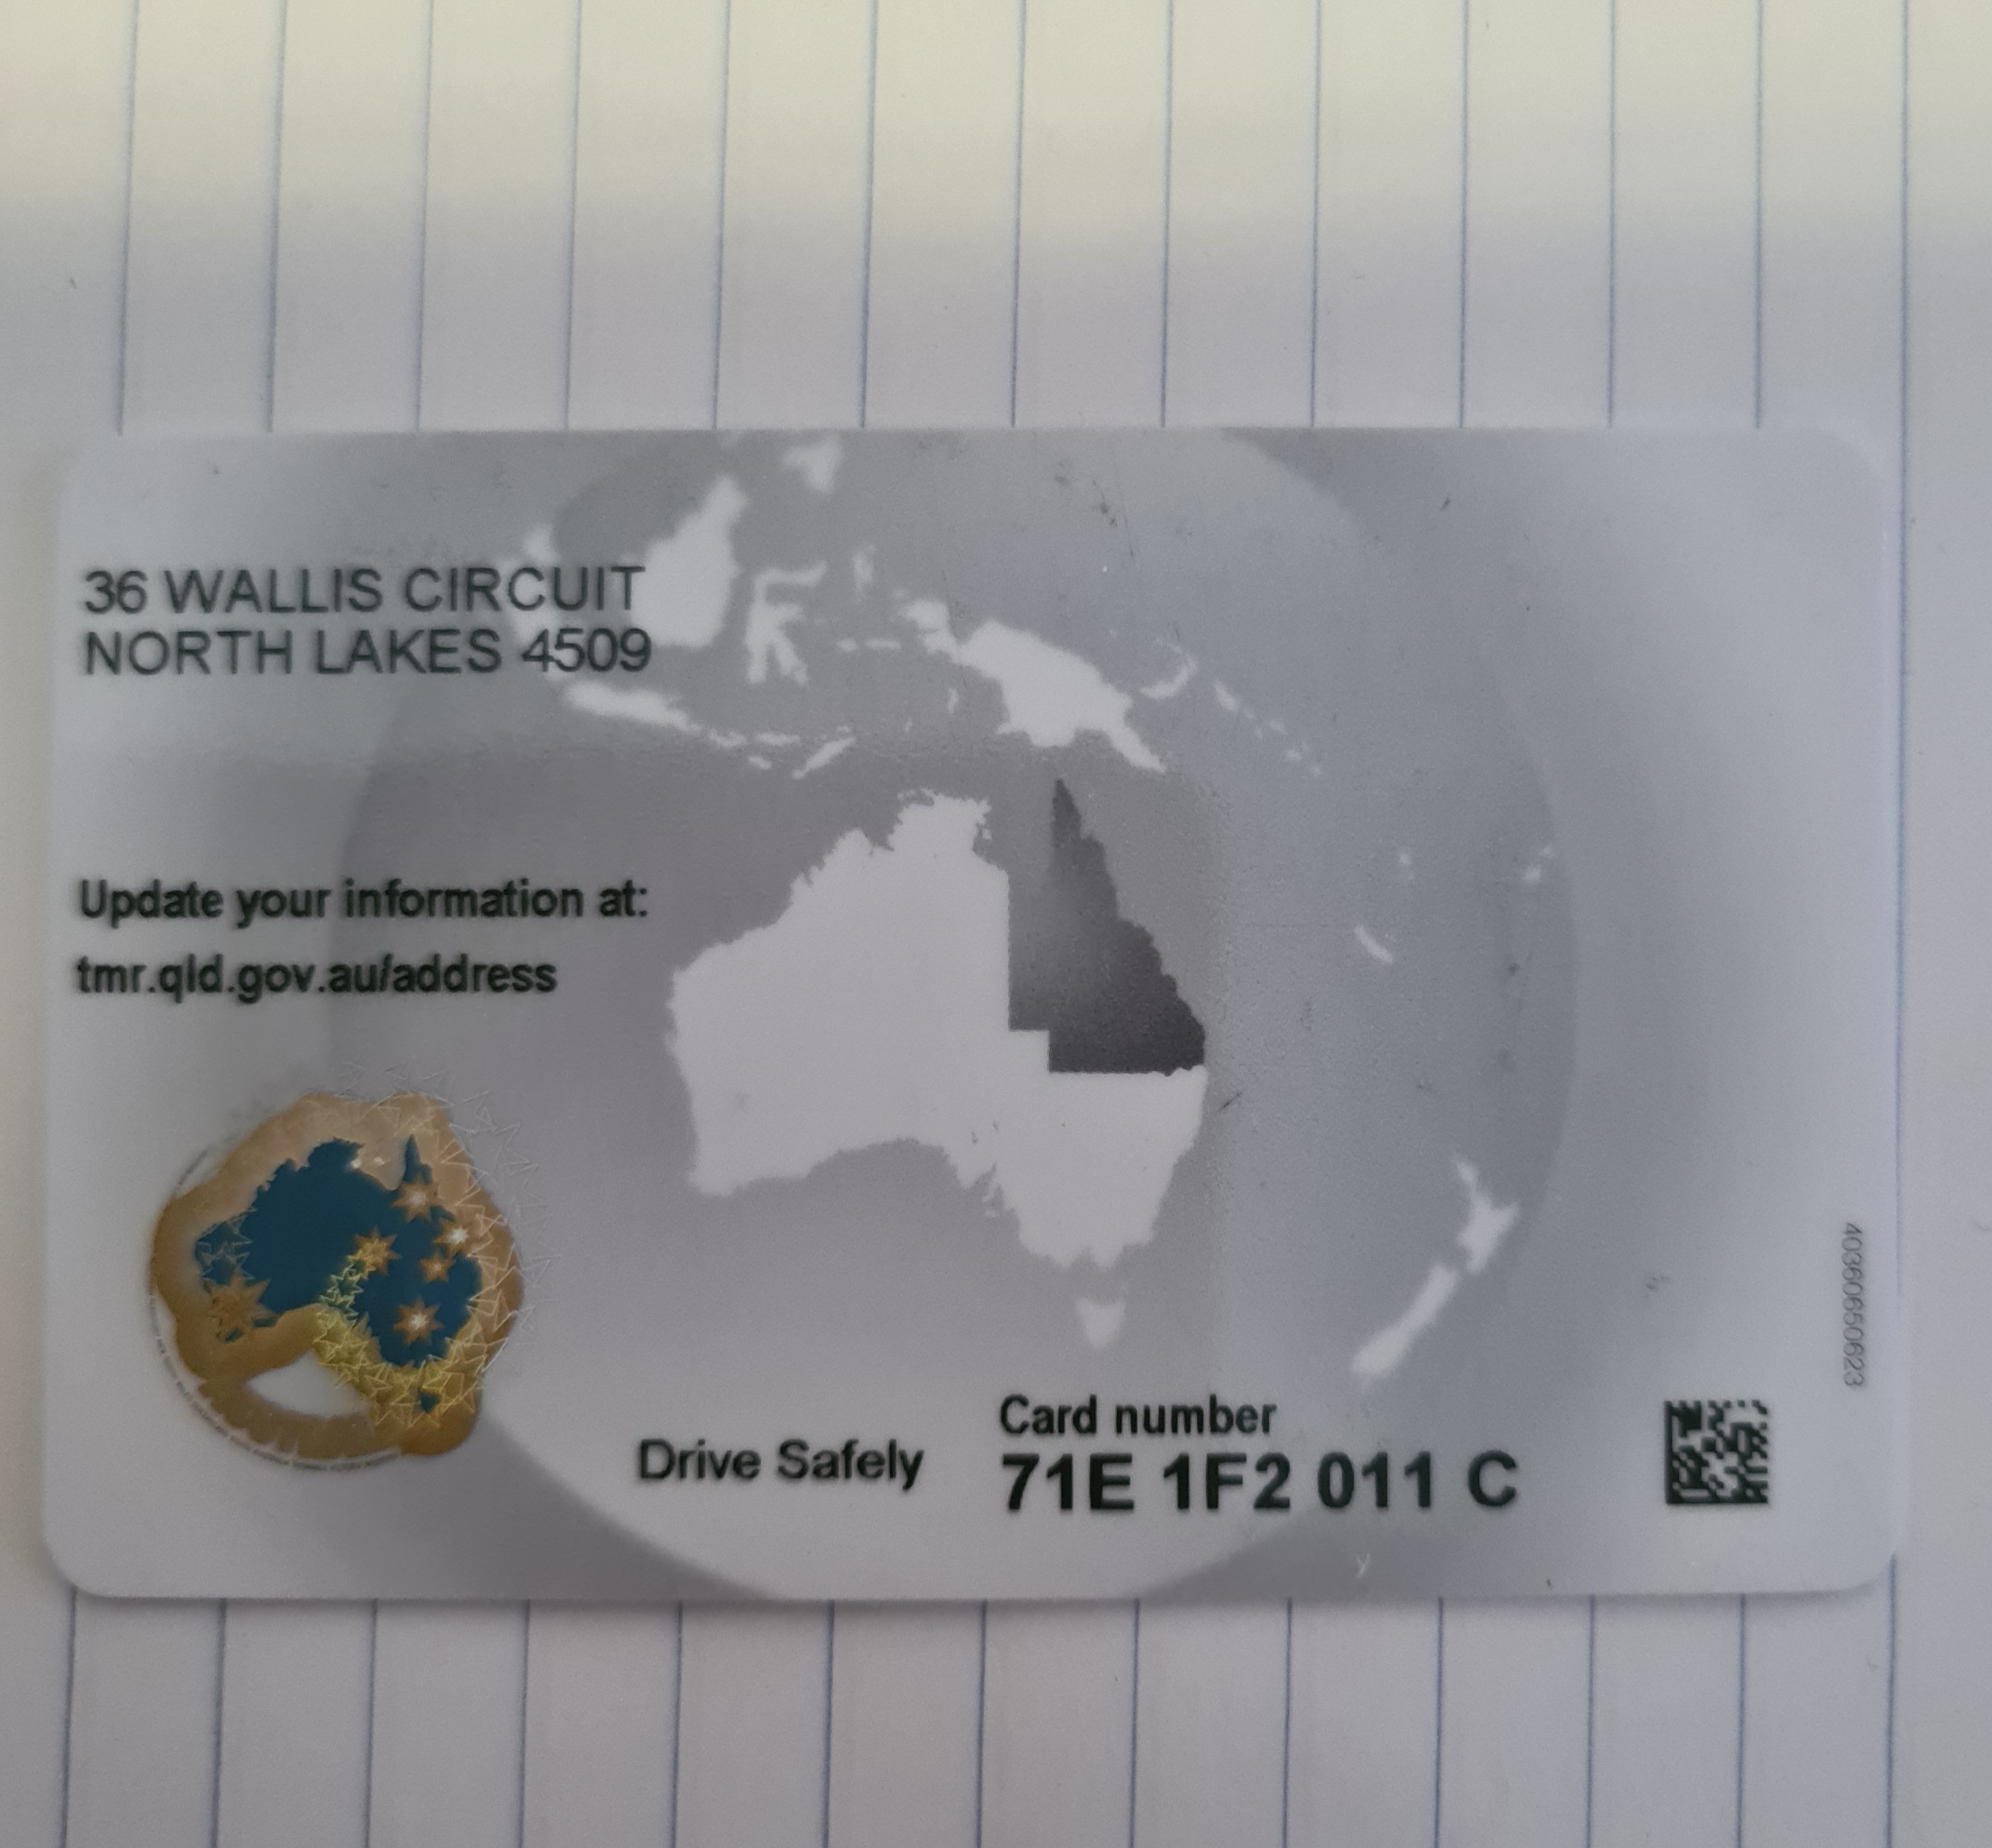 36 WALLIS CIRCUIT
NORTH LAKES 4509
Update your information at:
tmr.qld.gov.au/address
Drive Safely
Card number
71E 1F2 011 C
4036065O623